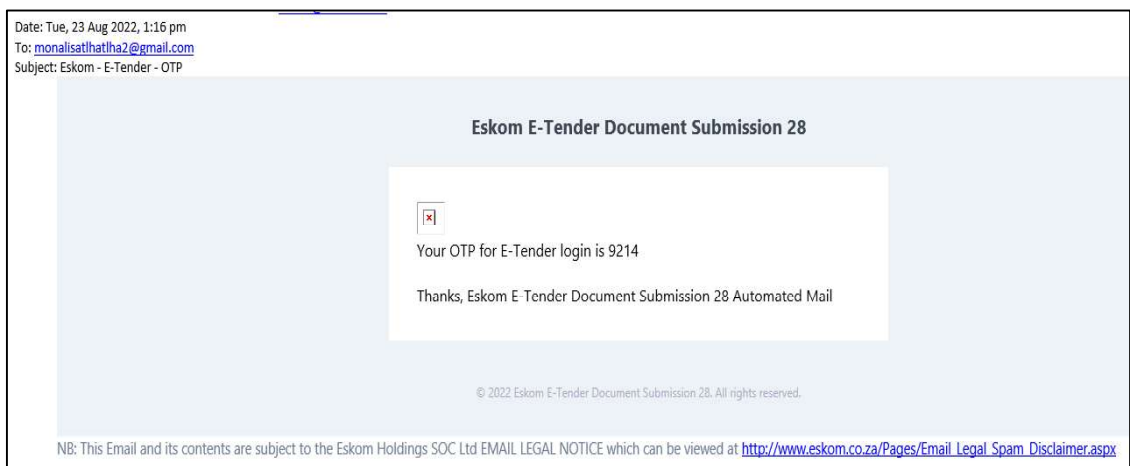 Date: Tue, 23 Aug 2022, 1:16 pm
To: monalisatlhatlha2@gmail.com
Subject: Eskom - E-Tender - OTP
Eskom E-Tender Document Submission 28
Your OTP for E-Tender login is 9214
Thanks, Eskom E-Tender Document Submission 28 Automated Mail
© 2022 Eskom E-Tender Document Submission 28. All rights reserved.
NB: This Email and its contents are subject to the Eskom Holdings SOC Ltd EMAIL LEGAL NOTICE which can be viewed at http://www.eskom.co.za/Pages/Email_Legal_Spam_Disclaimer.aspx